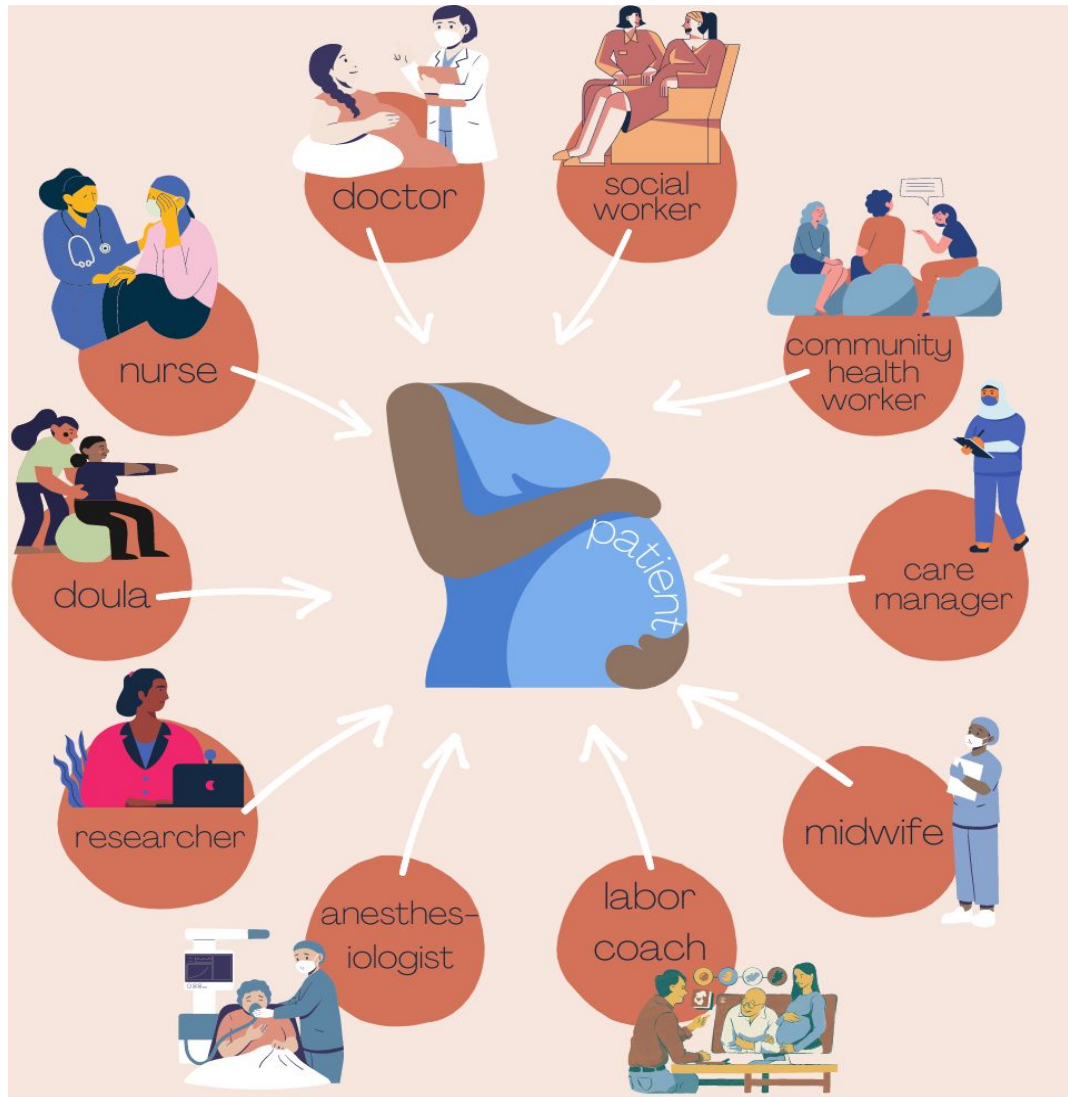 doctor
social
worker
nurse
community
health
worker
patient
doula
care
manager
researcher
midwife
anesthes-
iologist
labor
coach